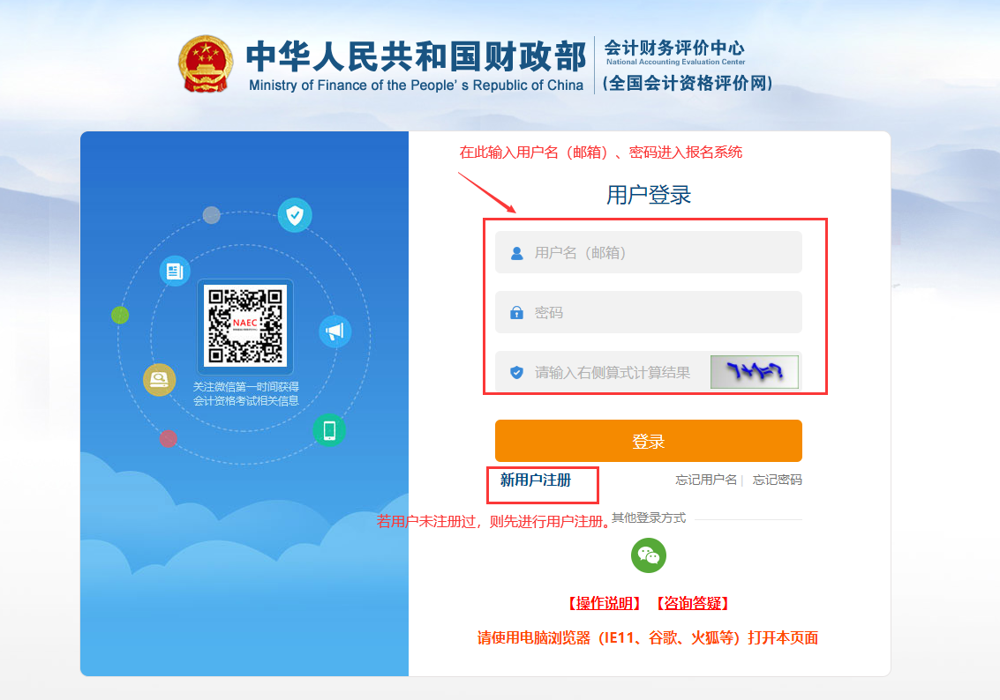 中华人民共和国财政部
Ministry of Finance of the People's Republic of China
会计财务评价中心
National Accounting Evaluation Center
(全国会计资格评价网)
在此输入用户名（邮箱）、密码进入报名系统
用户登录
用户名（邮箱）
密码
请输入右侧算式计算结果
登录
新用户注册
忘记用户名 | 忘记密码
若用户未注册过，则先进行用户注册。
其他登录方式
【操作说明】 【咨询答疑】
请使用电脑浏览器（IE11、谷歌、火狐等）打开本页面
NAEC
关注微信第一时间获得
会计资格考试相关信息